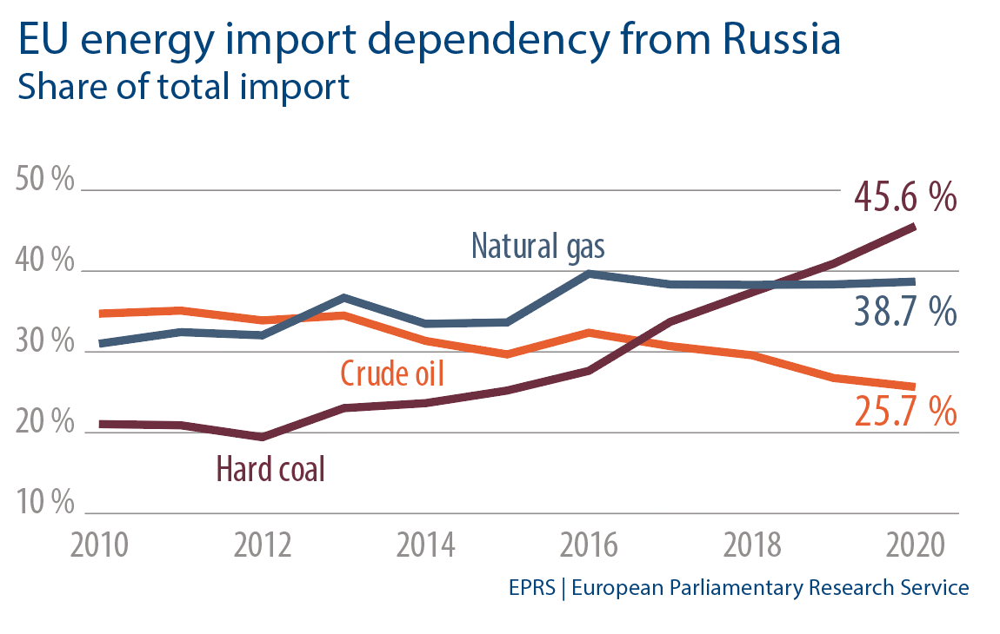 EU energy import dependency from Russia
Share of total import
50 %
45.6 %
Natural gas
40 %
38.7 %
30 %
Crude oil
25.7 %
20 %
Hard coal
10 %
2010 2012 2014 2016 2018 2020
EPRS | European Parliamentary Research Service